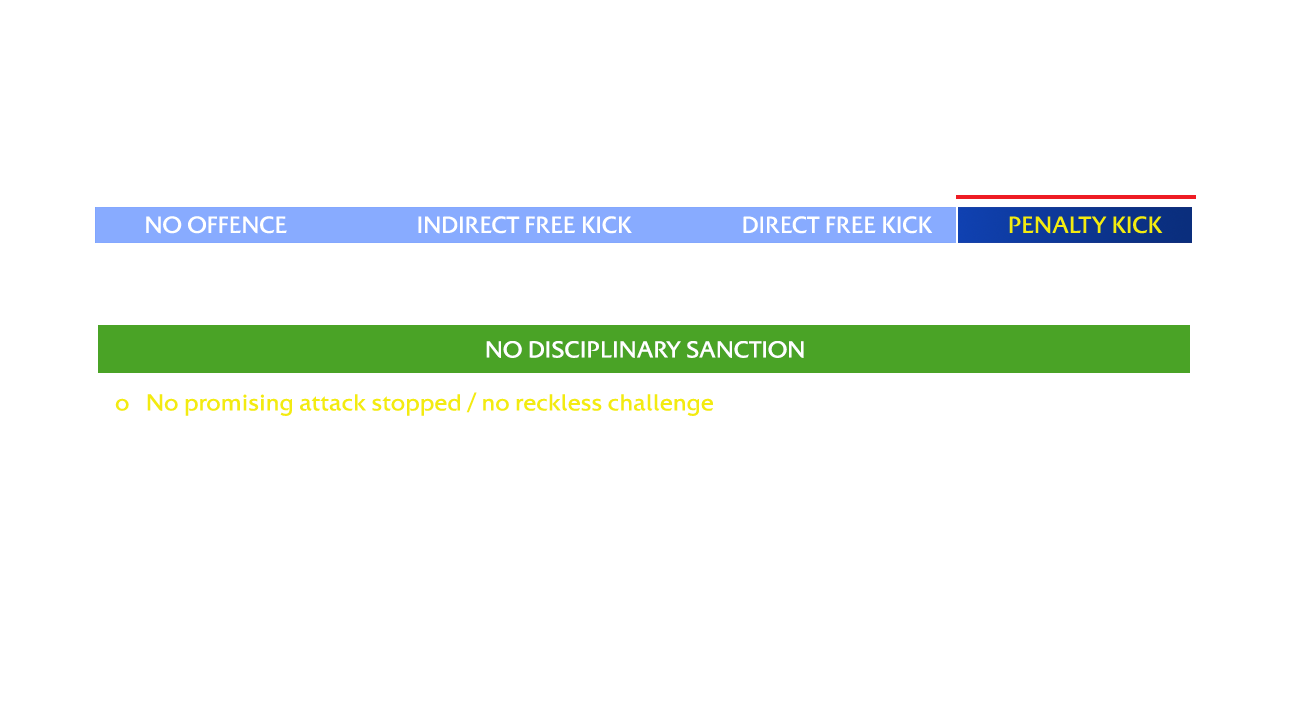 NO OFFENCE INDIRECT FREE KICK DIRECT FREE KICK PENALTY KICK
NO DISCIPLINARY SANCTION
o No promising attack stopped / no reckless challenge